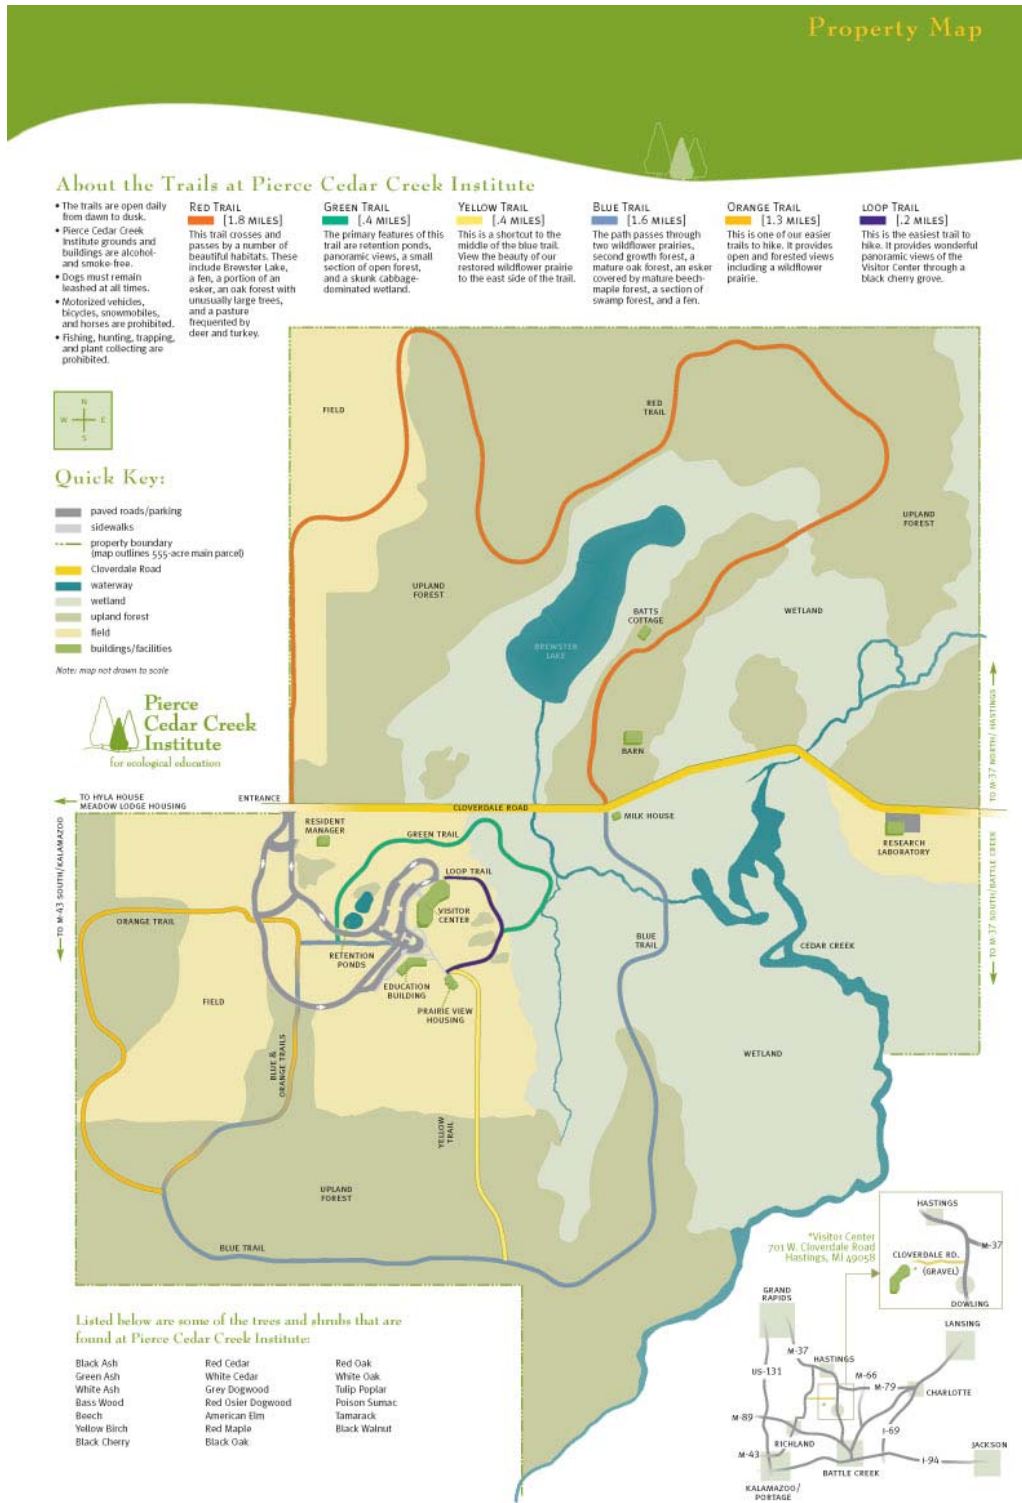 Property Map
About the Trails at Pierce Cedar Creek Institute
• The trails are open daily
from dawn to dusk.
• Pierce Cedar Creek
Institute grounds and
buildings are alcohol-
and smoke-free.
• Dogs must remain
leashed at all times.
• Motorized vehicles,
bicycles, snowmobiles,
and horses are prohibited.
• Fishing, hunting, trapping,
and plant collecting are
prohibited.
RED TRAIL
[1.8 MILES]
This trail crosses and
passes by a number of
beautiful habitats. These
include Brewster Lake,
a fen, a portion of an
esker, an oak forest with
unusually large trees,
and a pasture
frequented by
deer and turkey.
GREEN TRAIL
[.4 MILES]
The primary features of this
trail are retention ponds,
panoramic views, a small
section of open forest,
and a skunk cabbage-
dominated wetland.
YELLOW TRAIL
[.4 MILES]
This is a shortcut to the
middle of the blue trail.
View the beauty of our
restored wildflower prairie
to the east side of the trail.
BLUE TRAIL
[1.6 MILES]
The path passes through
two wildflower prairies,
second growth forest, a
mature oak forest, an esker
covered by mature beech-
maple forest, a section of
swamp forest, and a fen.
ORANGE TRAIL
[1.3 MILES]
This is one of our easier
trails to hike. It provides
open and forested views
including a wildflower
prairie.
LOOP TRAIL
[.2 MILES]
This is the easiest trail to
hike. It provides wonderful
panoramic views of the
Visitor Center through a
black cherry grove.
N
W E
S
Quick Key:
paved roads/parking
sidewalks
property boundary
(map outlines 555-acre main parcel)
Cloverdale Road
waterway
wetland
upland forest
field
buildings/facilities
Note: map not drawn to scale
Pierce
Cedar Creek
Institute
for ecological education
FIELD
RED
TRAIL
UPLAND
FOREST
UPLAND
FOREST
BATTS
COTTAGE
WETLAND
BREWSTER
LAKE
BARN
TO M-37 NORTH/ HASTINGS
TO HYLA HOUSE
MEADOW LODGE HOUSING
ENTRANCE
CLOVERDALE ROAD
MILK HOUSE
RESIDENT
MANAGER
GREEN TRAIL
RESEARCH
LABORATORY
TO M-43 SOUTH/KALAMAZOO
TO M-37 SOUTH/BATTLE CREEK
LOOP TRAIL
VISITOR
CENTER
ORANGE TRAIL
BLUE
TRAIL
CEDAR CREEK
RETENTION
PONDS
EDUCATION
BUILDING
FIELD
PRAIRIE VIEW
HOUSING
BLUE &
ORANGE TRAILS
WETLAND
YELLOW
TRAIL
UPLAND
FOREST
BLUE TRAIL
*Visitor Center
701 W. Cloverdale Road
Hastings, MI 49058
HASTINGS
M-37
CLOVERDALE RD.
* (GRAVEL)
DOWLING
GRAND
RAPIDS
LANSING
M-37
HASTINGS
US-131
M-66
M-79
CHARLOTTE
M-89
I-69
RICHLAND
M-43
JACKSON
I-94
BATTLE CREEK
KALAMAZOO/
PORTAGE
Listed below are some of the trees and shrubs that are
found at Pierce Cedar Creek Institute:
Black Ash
Green Ash
White Ash
Bass Wood
Beech
Yellow Birch
Black Cherry
Red Cedar
White Cedar
Grey Dogwood
Red Osier Dogwood
American Elm
Red Maple
Black Oak
Red Oak
White Oak
Tulip Poplar
Poison Sumac
Tamarack
Black Walnut